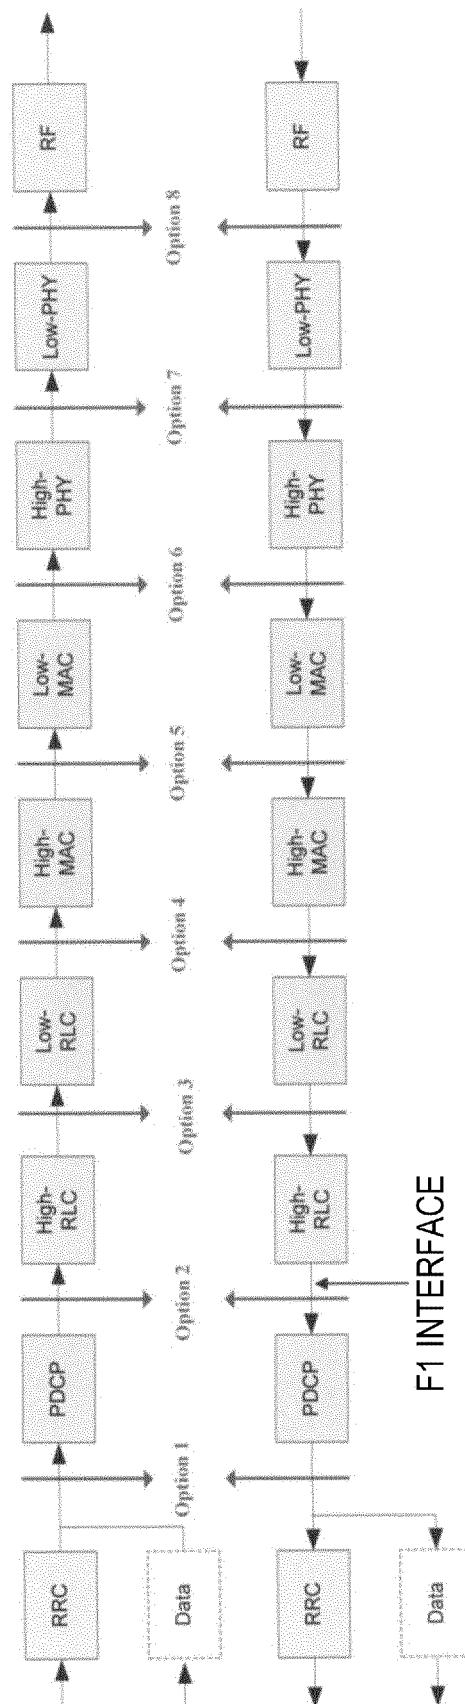 RRC
PDCP
High-
RLC
Low-
RLC
High-
MAC
Low-
MAC
High-
PHY
Low-PHY
RF
Data
Option 1
Option 2
Option 3
Option 4
Option 5
Option 6
Option 7
Option 8
RRC
PDCP
High-
RLC
Low-
RLC
High-
MAC
Low-
MAC
High-
PHY
Low-PHY
RF
Data
F1 INTERFACE